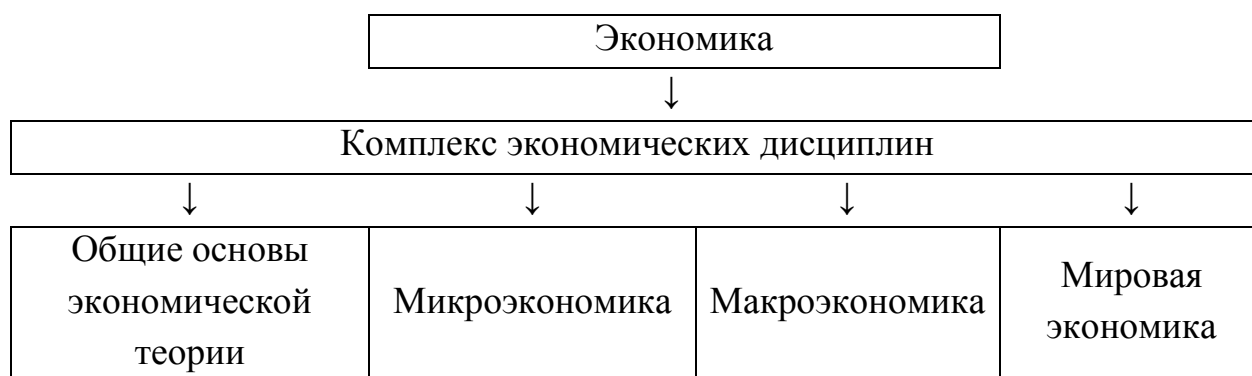 Экономика
↓
Комплекс экономических дисциплин
↓ ↓ ↓ ↓
Общие основы
экономической
теории
Микроэкономика
Макроэкономика
Мировая
экономика